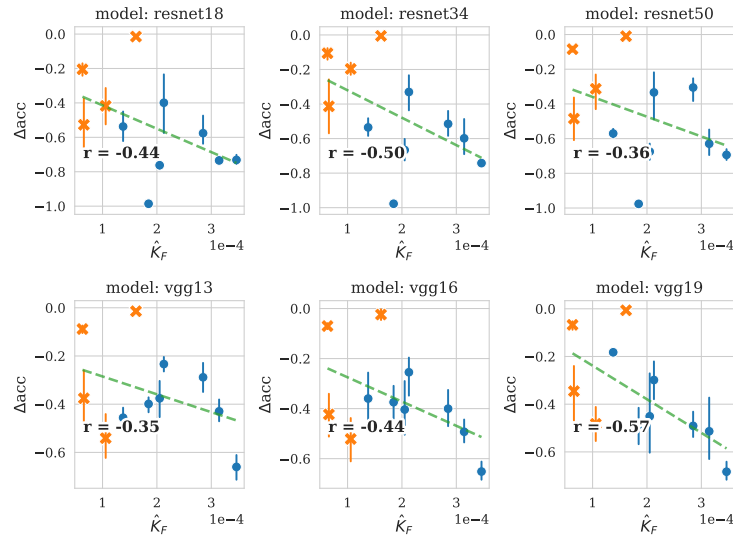 model: resnet18
model: resnet34
model: resnet50
0.0
−0.2
−0.4
−0.6
−0.8
−1.0
Δacc
r = -0.44
1
2
3
1e−4
K̂_F
0.0
−0.2
−0.4
−0.6
−0.8
−1.0
Δacc
r = -0.50
1
2
3
1e−4
K̂_F
0.0
−0.2
−0.4
−0.6
−0.8
−1.0
Δacc
r = -0.36
1
2
3
1e−4
K̂_F
model: vgg13
model: vgg16
model: vgg19
0.0
−0.2
−0.4
−0.6
Δacc
r = -0.35
1
2
3
1e−4
K̂_F
0.0
−0.2
−0.4
−0.6
Δacc
r = -0.44
1
2
3
1e−4
K̂_F
0.0
−0.2
−0.4
−0.6
Δacc
r = -0.57
1
2
3
1e−4
K̂_F